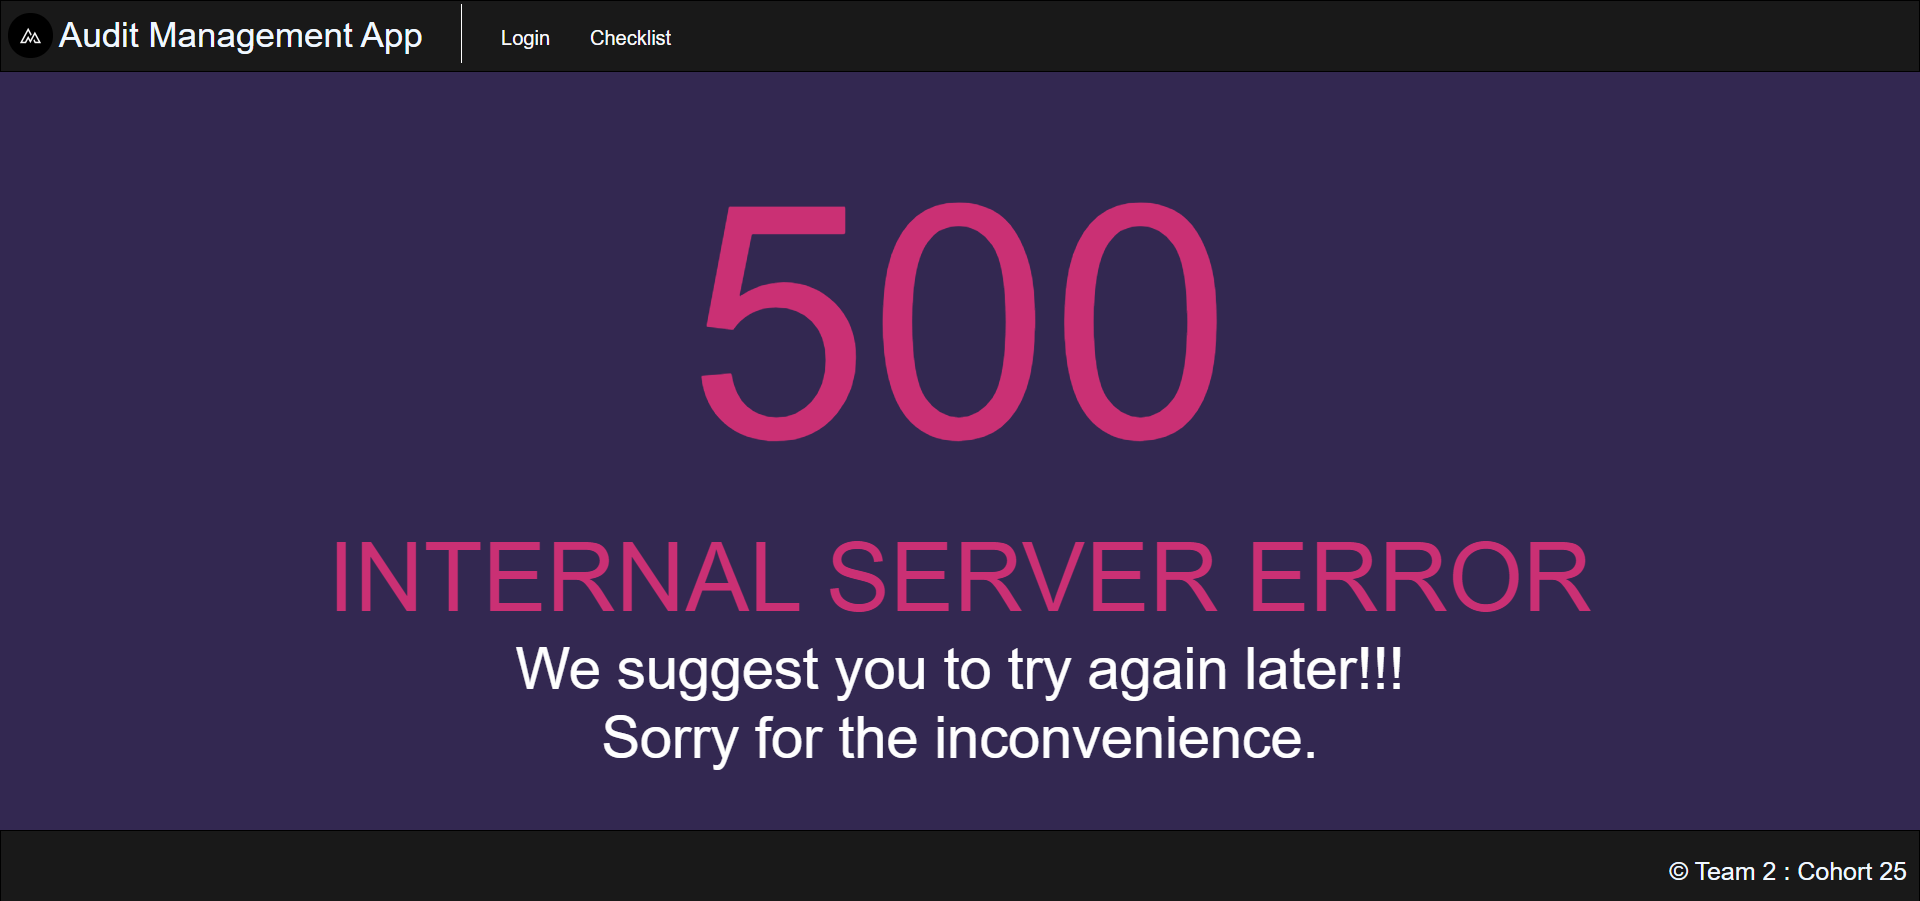 Audit Management App
Login
Checklist
500
INTERNAL SERVER ERROR
We suggest you to try again later!!!
Sorry for the inconvenience.
© Team 2 : Cohort 25